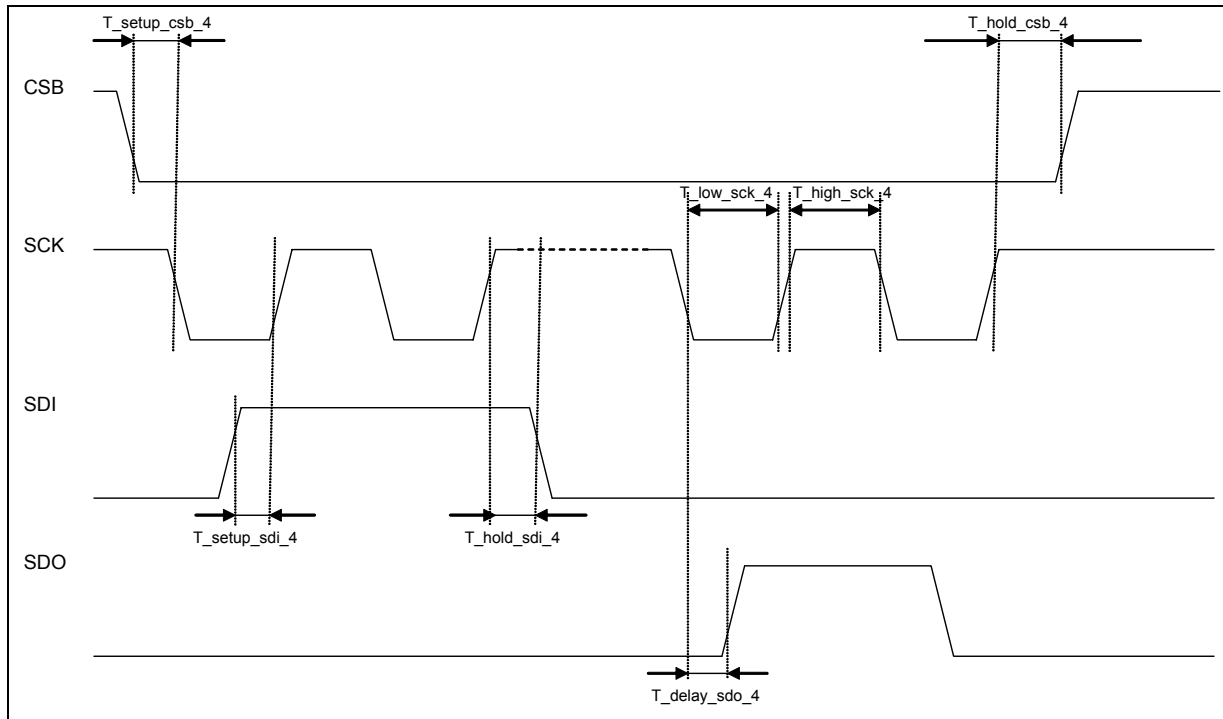 T_setup_csb_4
T_hold_csb_4
CSB
T_low_sck_4
T_high_sck_4
SCK
SDI
T_setup_sdi_4
T_hold_sdi_4
SDO
T_delay_sdo_4